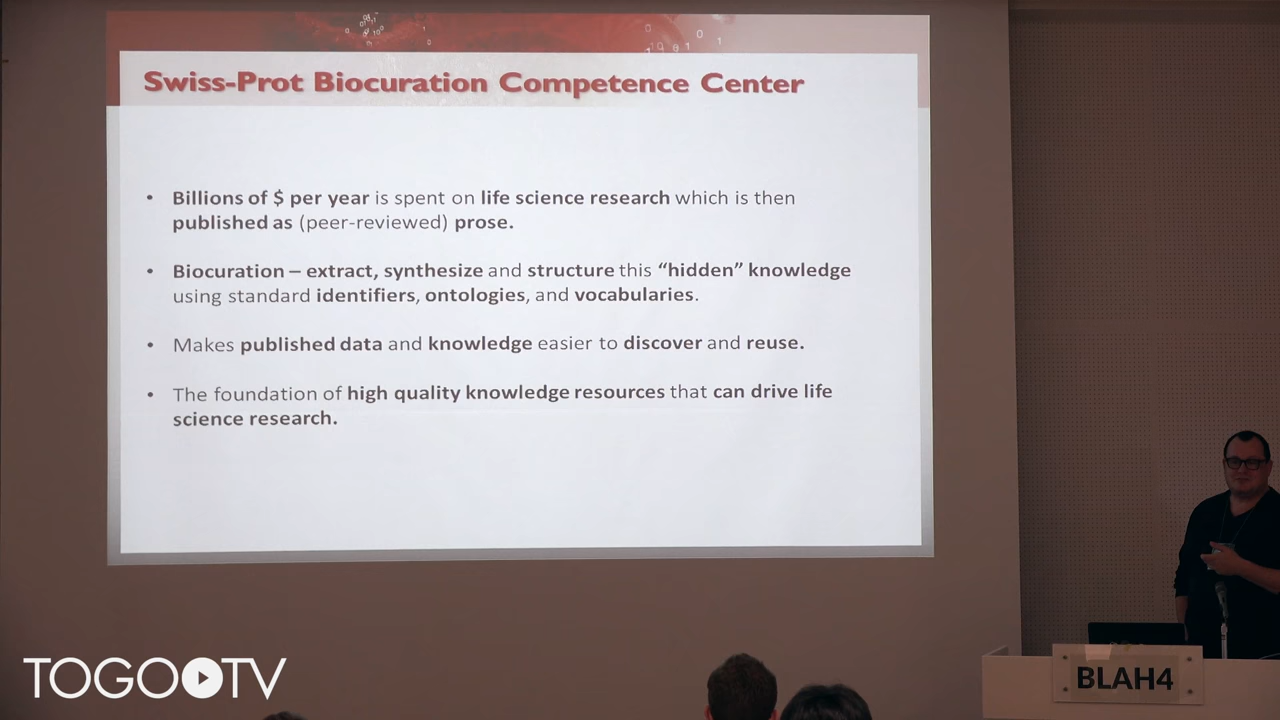 Swiss-Prot Biocuration Competence Center
• Billions of $ per year is spent on life science research which is then
published as (peer-reviewed) prose.
• Biocuration – extract, synthesize and structure this “hidden” knowledge
using standard identifiers, ontologies, and vocabularies.
• Makes published data and knowledge easier to discover and reuse.
• The foundation of high quality knowledge resources that can drive life
science research.
TOGO TV
BLAH4